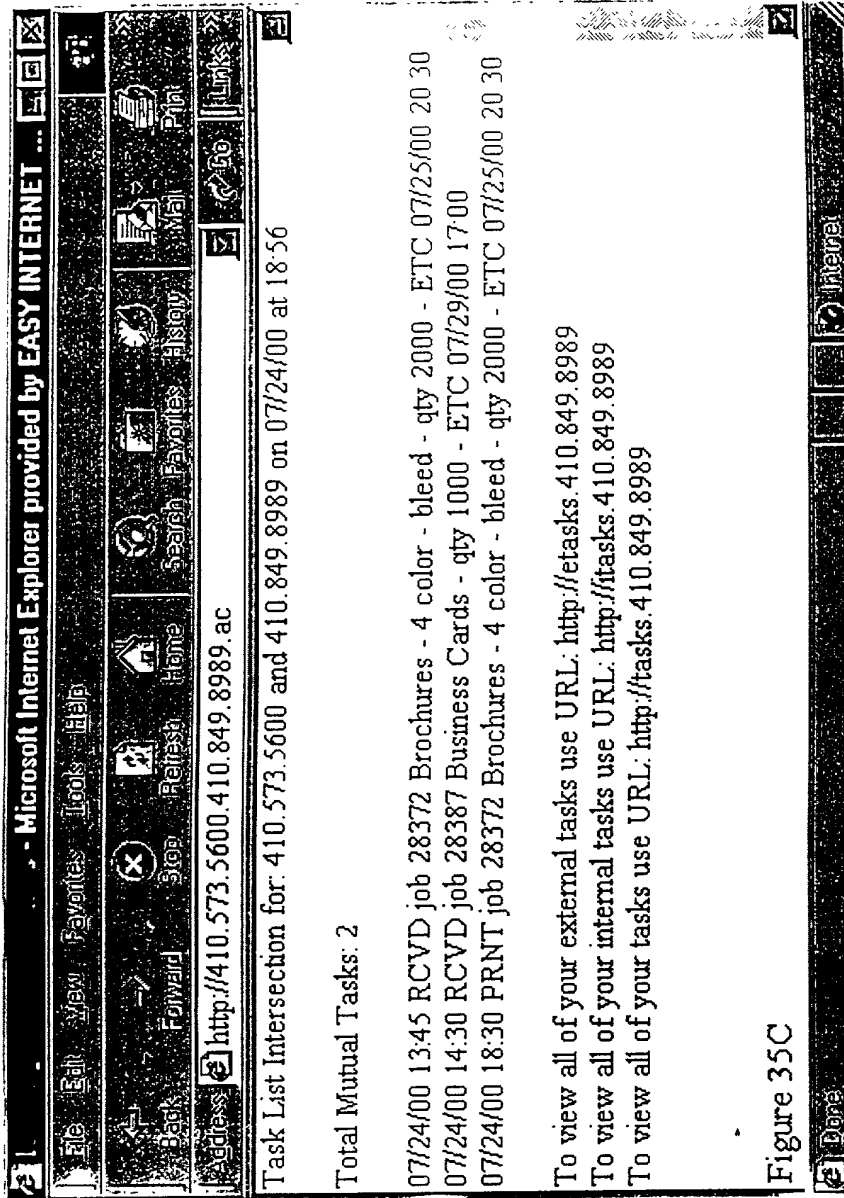 - Microsoft Internet Explorer provided by EASY INTERNET ...
File Edit View Favorites Tools Help
Back Forward Stop Refresh Home Search Favorites History Mail Print
Address http://410.573.5600.410.849.8989.ac Go Links
Task List Intersection for: 410.573.5600 and 410.849.8989 on 07/24/00 at 18:56
Total Mutual Tasks: 2
07/24/00 13:45 RCVD job 28372 Brochures - 4 color - bleed - qty 2000 - ETC 07/25/00 20 30
07/24/00 14:30 RCVD job 28387 Business Cards - qty 1000 - ETC 07/29/00 17:00
07/24/00 18:30 PRNT job 28372 Brochures - 4 color - bleed - qty 2000 - ETC 07/25/00 20 30
To view all of your external tasks use URL: http://etasks.410.849.8989
To view all of your internal tasks use URL: http://itasks.410.849.8989
To view all of your tasks use URL: http://tasks.410.849.8989
Figure 35C
Done Internet